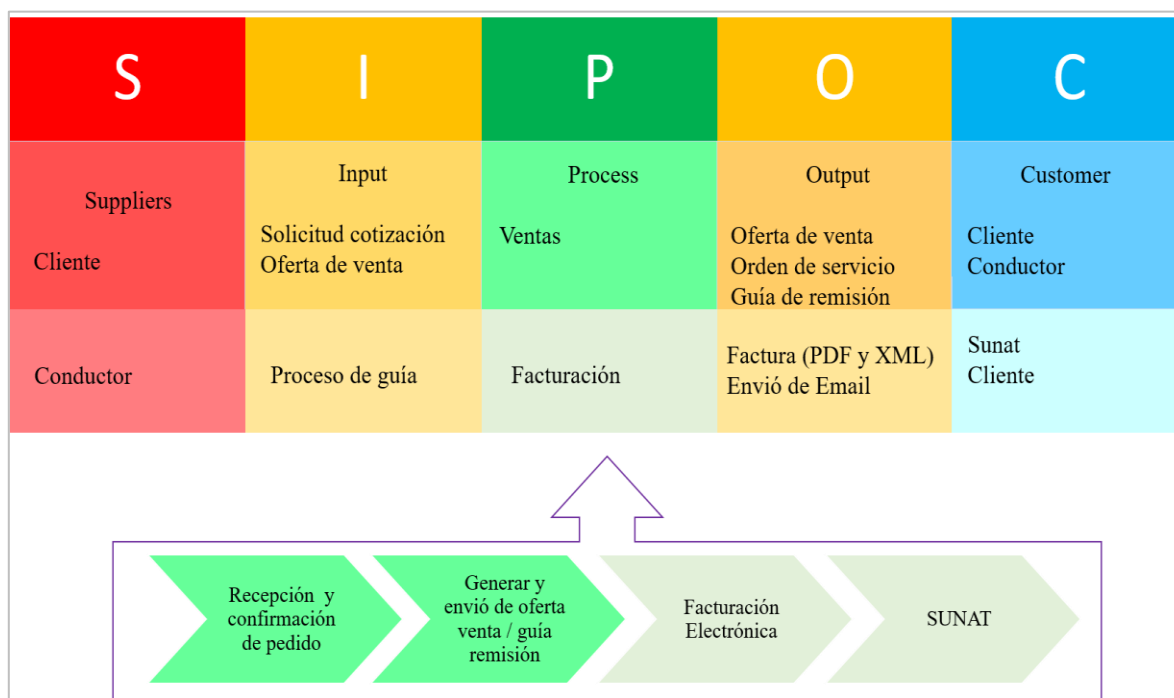 S
I
P
O
C
Suppliers
Cliente
Input
Solicitud cotización
Oferta de venta
Process
Ventas
Output
Oferta de venta
Orden de servicio
Guía de remisión
Customer
Cliente
Conductor
Conductor
Proceso de guía
Facturación
Factura (PDF y XML)
Envió de Email
Sunat
Cliente
Recepción y
confirmación
de pedido
Generar y
envió de oferta
venta / guía
remisión
Facturación
Electrónica
SUNAT